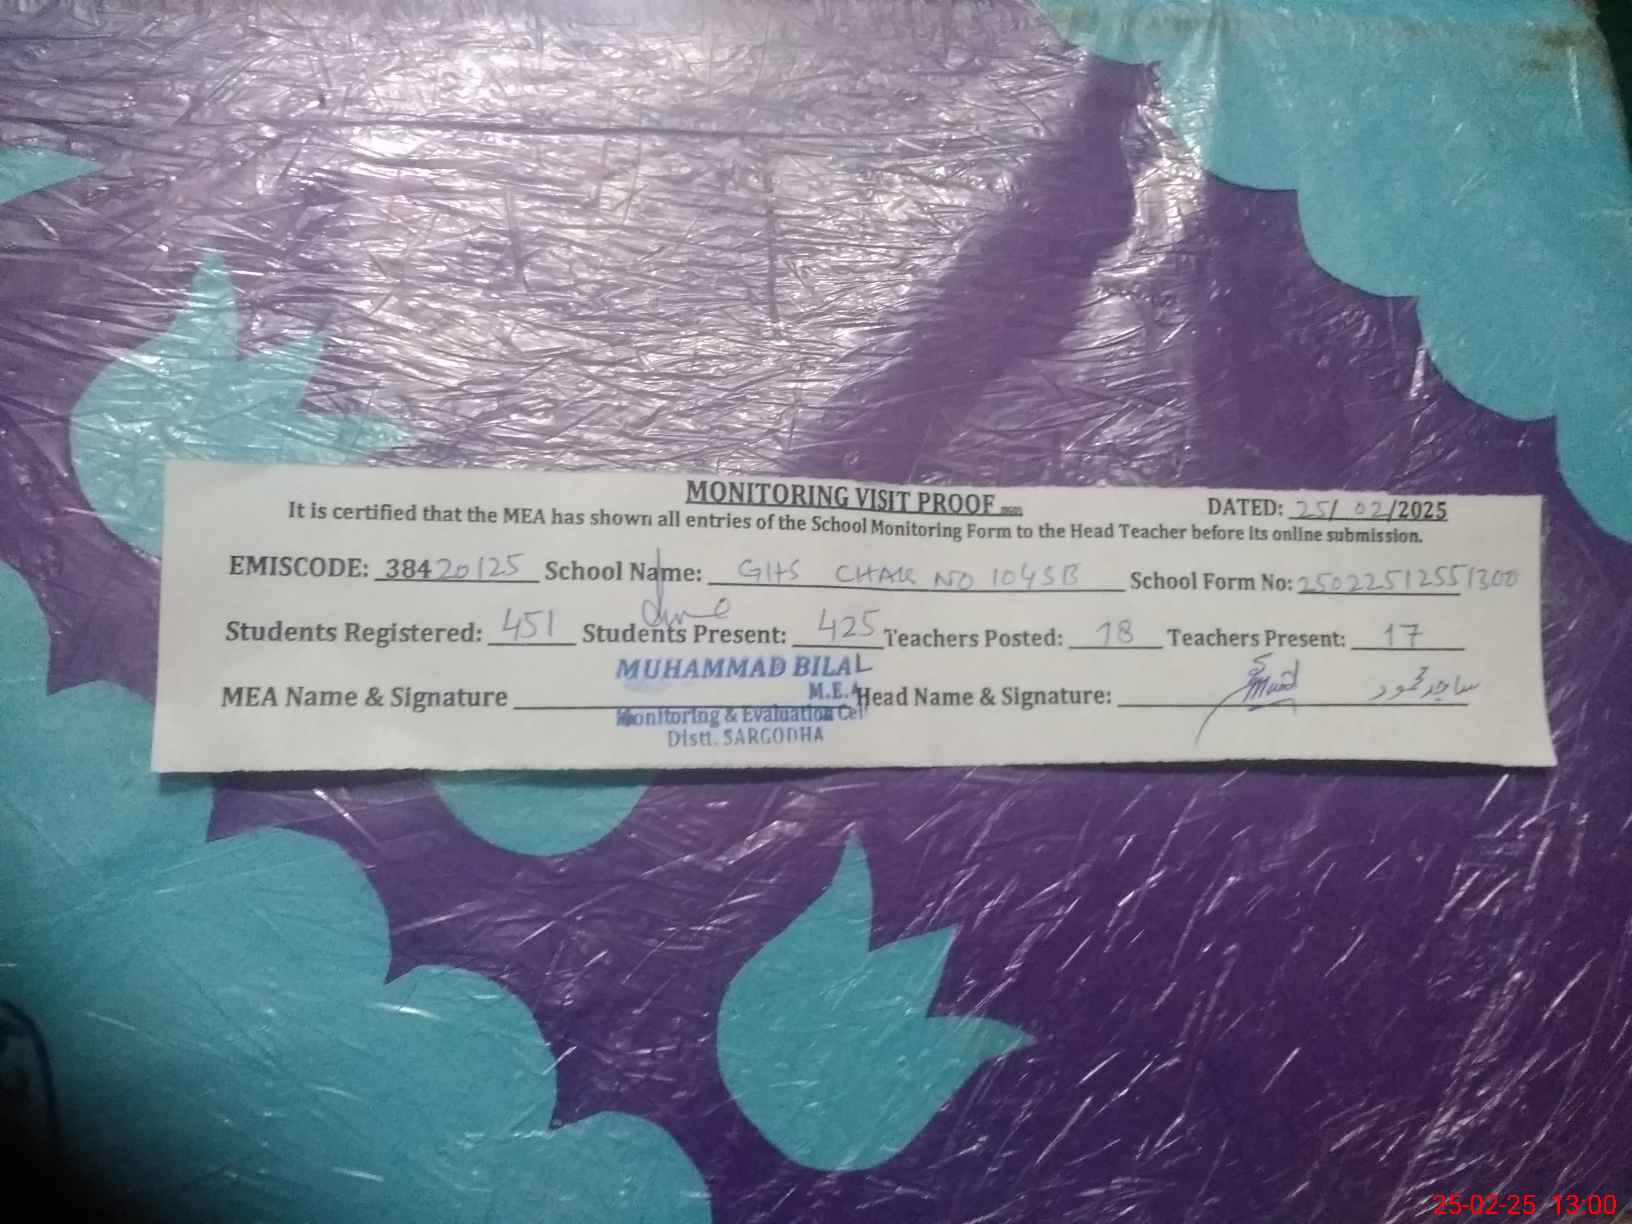 MONITORING VISIT PROOF
DATED: 25/ 02/2025
It is certified that the MEA has shown all entries of the School Monitoring Form to the Head Teacher before its online submission.
EMISCODE: 38420125 School Name: GHS CHAK NO 104SB School Form No: 25022512551300
Students Registered: 451 Students Present: 425 Teachers Posted: 18 Teachers Present: 17
MUHAMMAD BILAL
MEA Name & Signature M.E.A Head Name & Signature: ساجد محمود
Monitoring & Evaluation Cell
Distt. SARGODHA
25-02-25 13:00